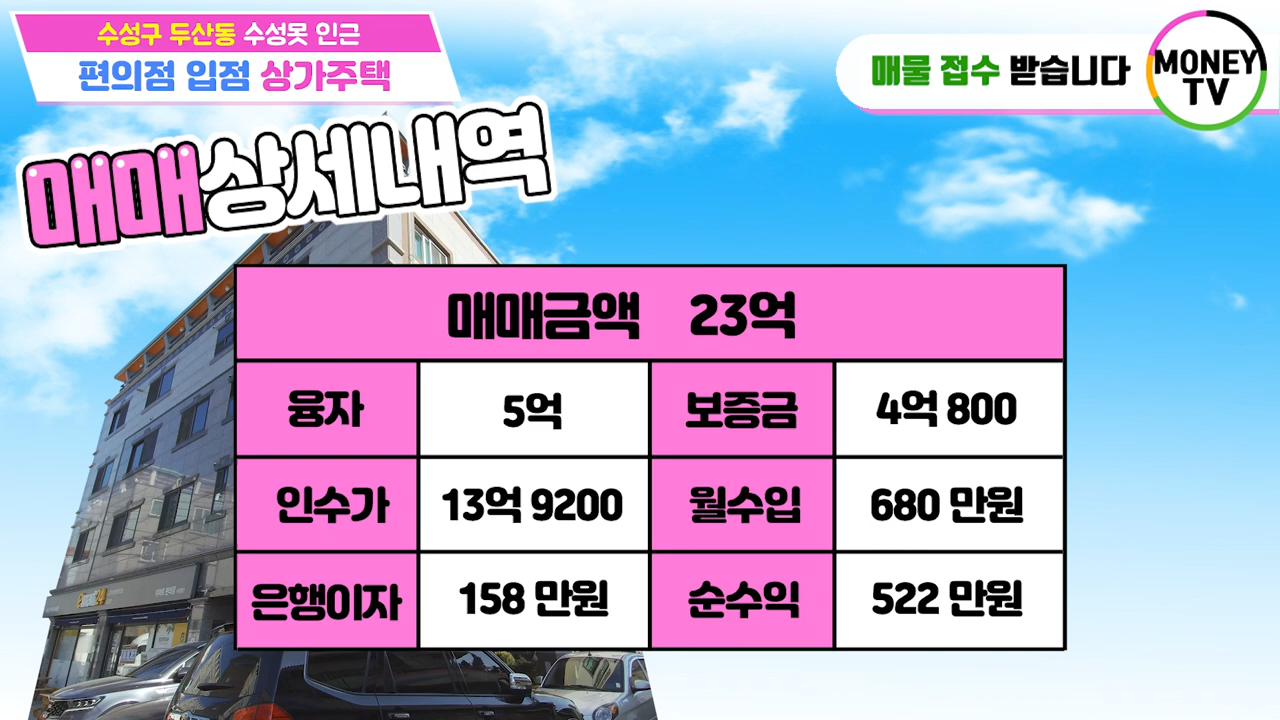 수성구 두산동 수성못 인근
편의점 입점 상가주택
매물 접수 받습니다
MONEY
TV
매매상세내역
매매금액 23억
융자 5억 보증금 4억 800
인수가 13억 9200 월수입 680 만원
은행이자 158 만원 순수익 522 만원